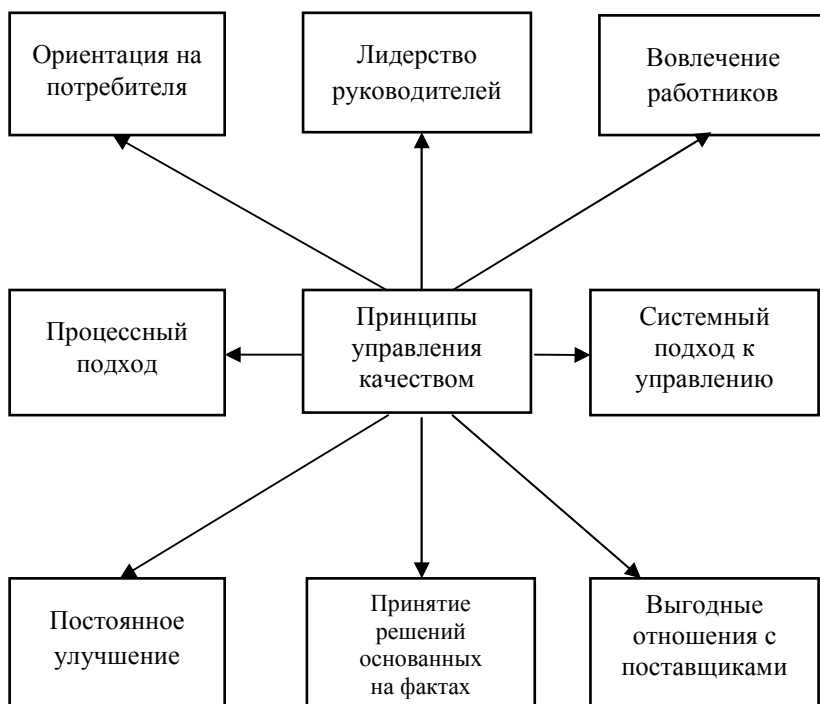 Ориентация на
потребителя
Лидерство
руководителей
Вовлечение
работников
Процессный
подход
Принципы
управления
качеством
Системный
подход к
управлению
Постоянное
улучшение
Принятие
решений
основанных
на фактах
Выгодные
отношения с
поставщиками